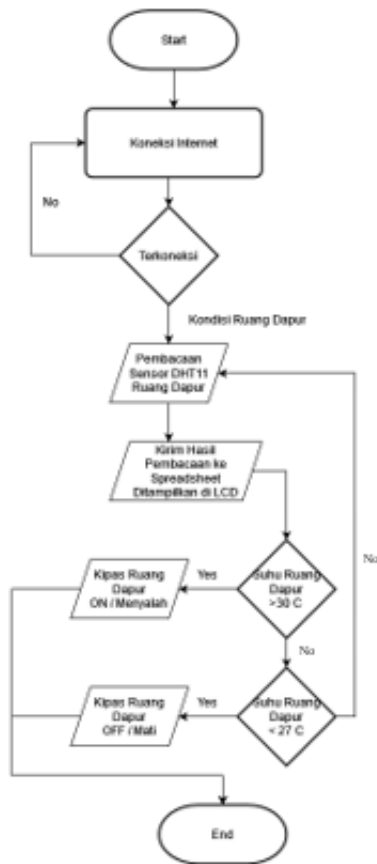 Start
Koneksi Internet
No
Terkoneksi
Kondisi Ruang Dapur
Pembacaan
Sensor DHT11
Ruang Dapur
Kirim Hasil
Pembacaan ke
Spreadsheet
Ditampilkan di LCD
Kipas Ruang
Dapur
ON / Menyalah
Yes
Suhu Ruang
Dapur
>30 C
No
No
Kipas Ruang
Dapur
OFF / Mati
Yes
Suhu Ruang
Dapur
< 27 C
End